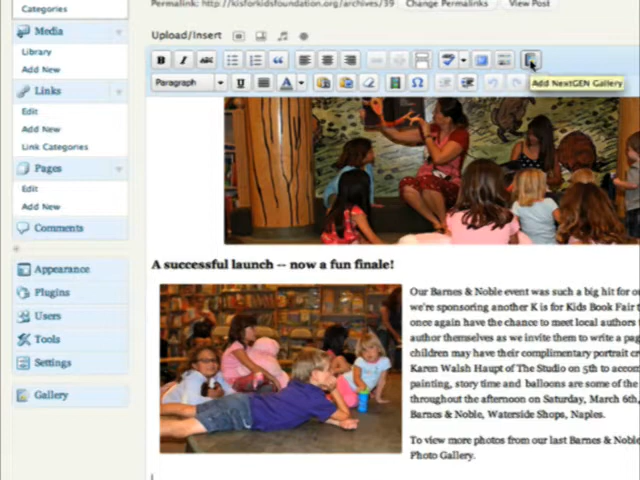 Categories
Permalink: http://kisforkidsfoundation.org/archives/39 Change Permalinks View Post
Media
Upload/Insert
Library
B I ABC
Add New
Paragraph U A Ω
Add NextGEN Gallery
Links
Edit
Add New
Link Categories
Pages
Edit
Add New
Comments
Appearance
Plugins
Users
Tools
Settings
Gallery
A successful launch -- now a fun finale!
Our Barnes & Noble event was such a big hit for
we're sponsoring another K is for Kids Book Fair
once again have the chance to meet local authors
author themselves as we invite them to write a
children may have their complimentary portrait
Karen Walsh Haupt of The Studio on 5th to
painting, story time and balloons are some of the
throughout the afternoon on Saturday, March 6th,
Barnes & Noble, Waterside Shops, Naples.
To view more photos from our last Barnes & Noble
Photo Gallery.